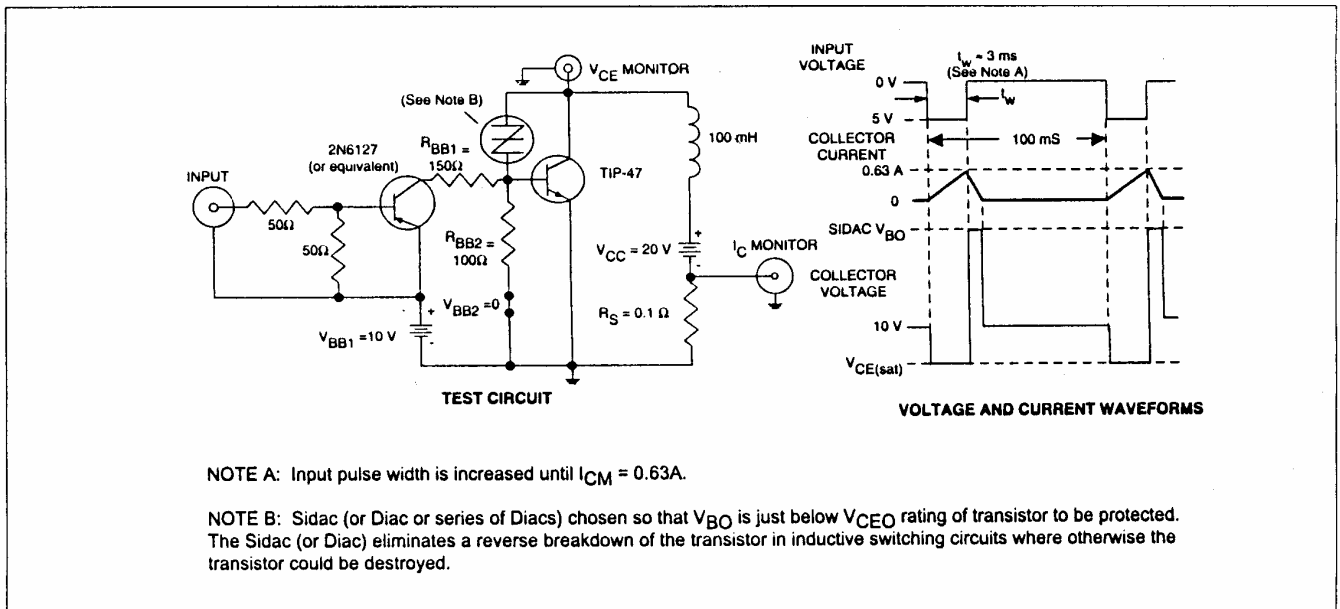 V_CE MONITOR
(See Note B)
2N6127
(or equivalent)
R_BB1 =
150Ω
INPUT
50Ω
50Ω
TIP-47
100 mH
R_BB2 =
100Ω
V_CC = 20 V
+
-
I_C MONITOR
V_BB2 =0
R_S = 0.1 Ω
V_BB1 =10 V
+
-
TEST CIRCUIT
INPUT
VOLTAGE
t_w = 3 ms
(See Note A)
0 V
t_w
5 V
COLLECTOR
CURRENT
100 mS
0.63 A
0
SIDAC V_BO
COLLECTOR
VOLTAGE
10 V
V_CE(sat)
VOLTAGE AND CURRENT WAVEFORMS
NOTE A: Input pulse width is increased until I_CM = 0.63A.
NOTE B: Sidac (or Diac or series of Diacs) chosen so that V_BO is just below V_CEO rating of transistor to be protected.
The Sidac (or Diac) eliminates a reverse breakdown of the transistor in inductive switching circuits where otherwise the
transistor could be destroyed.